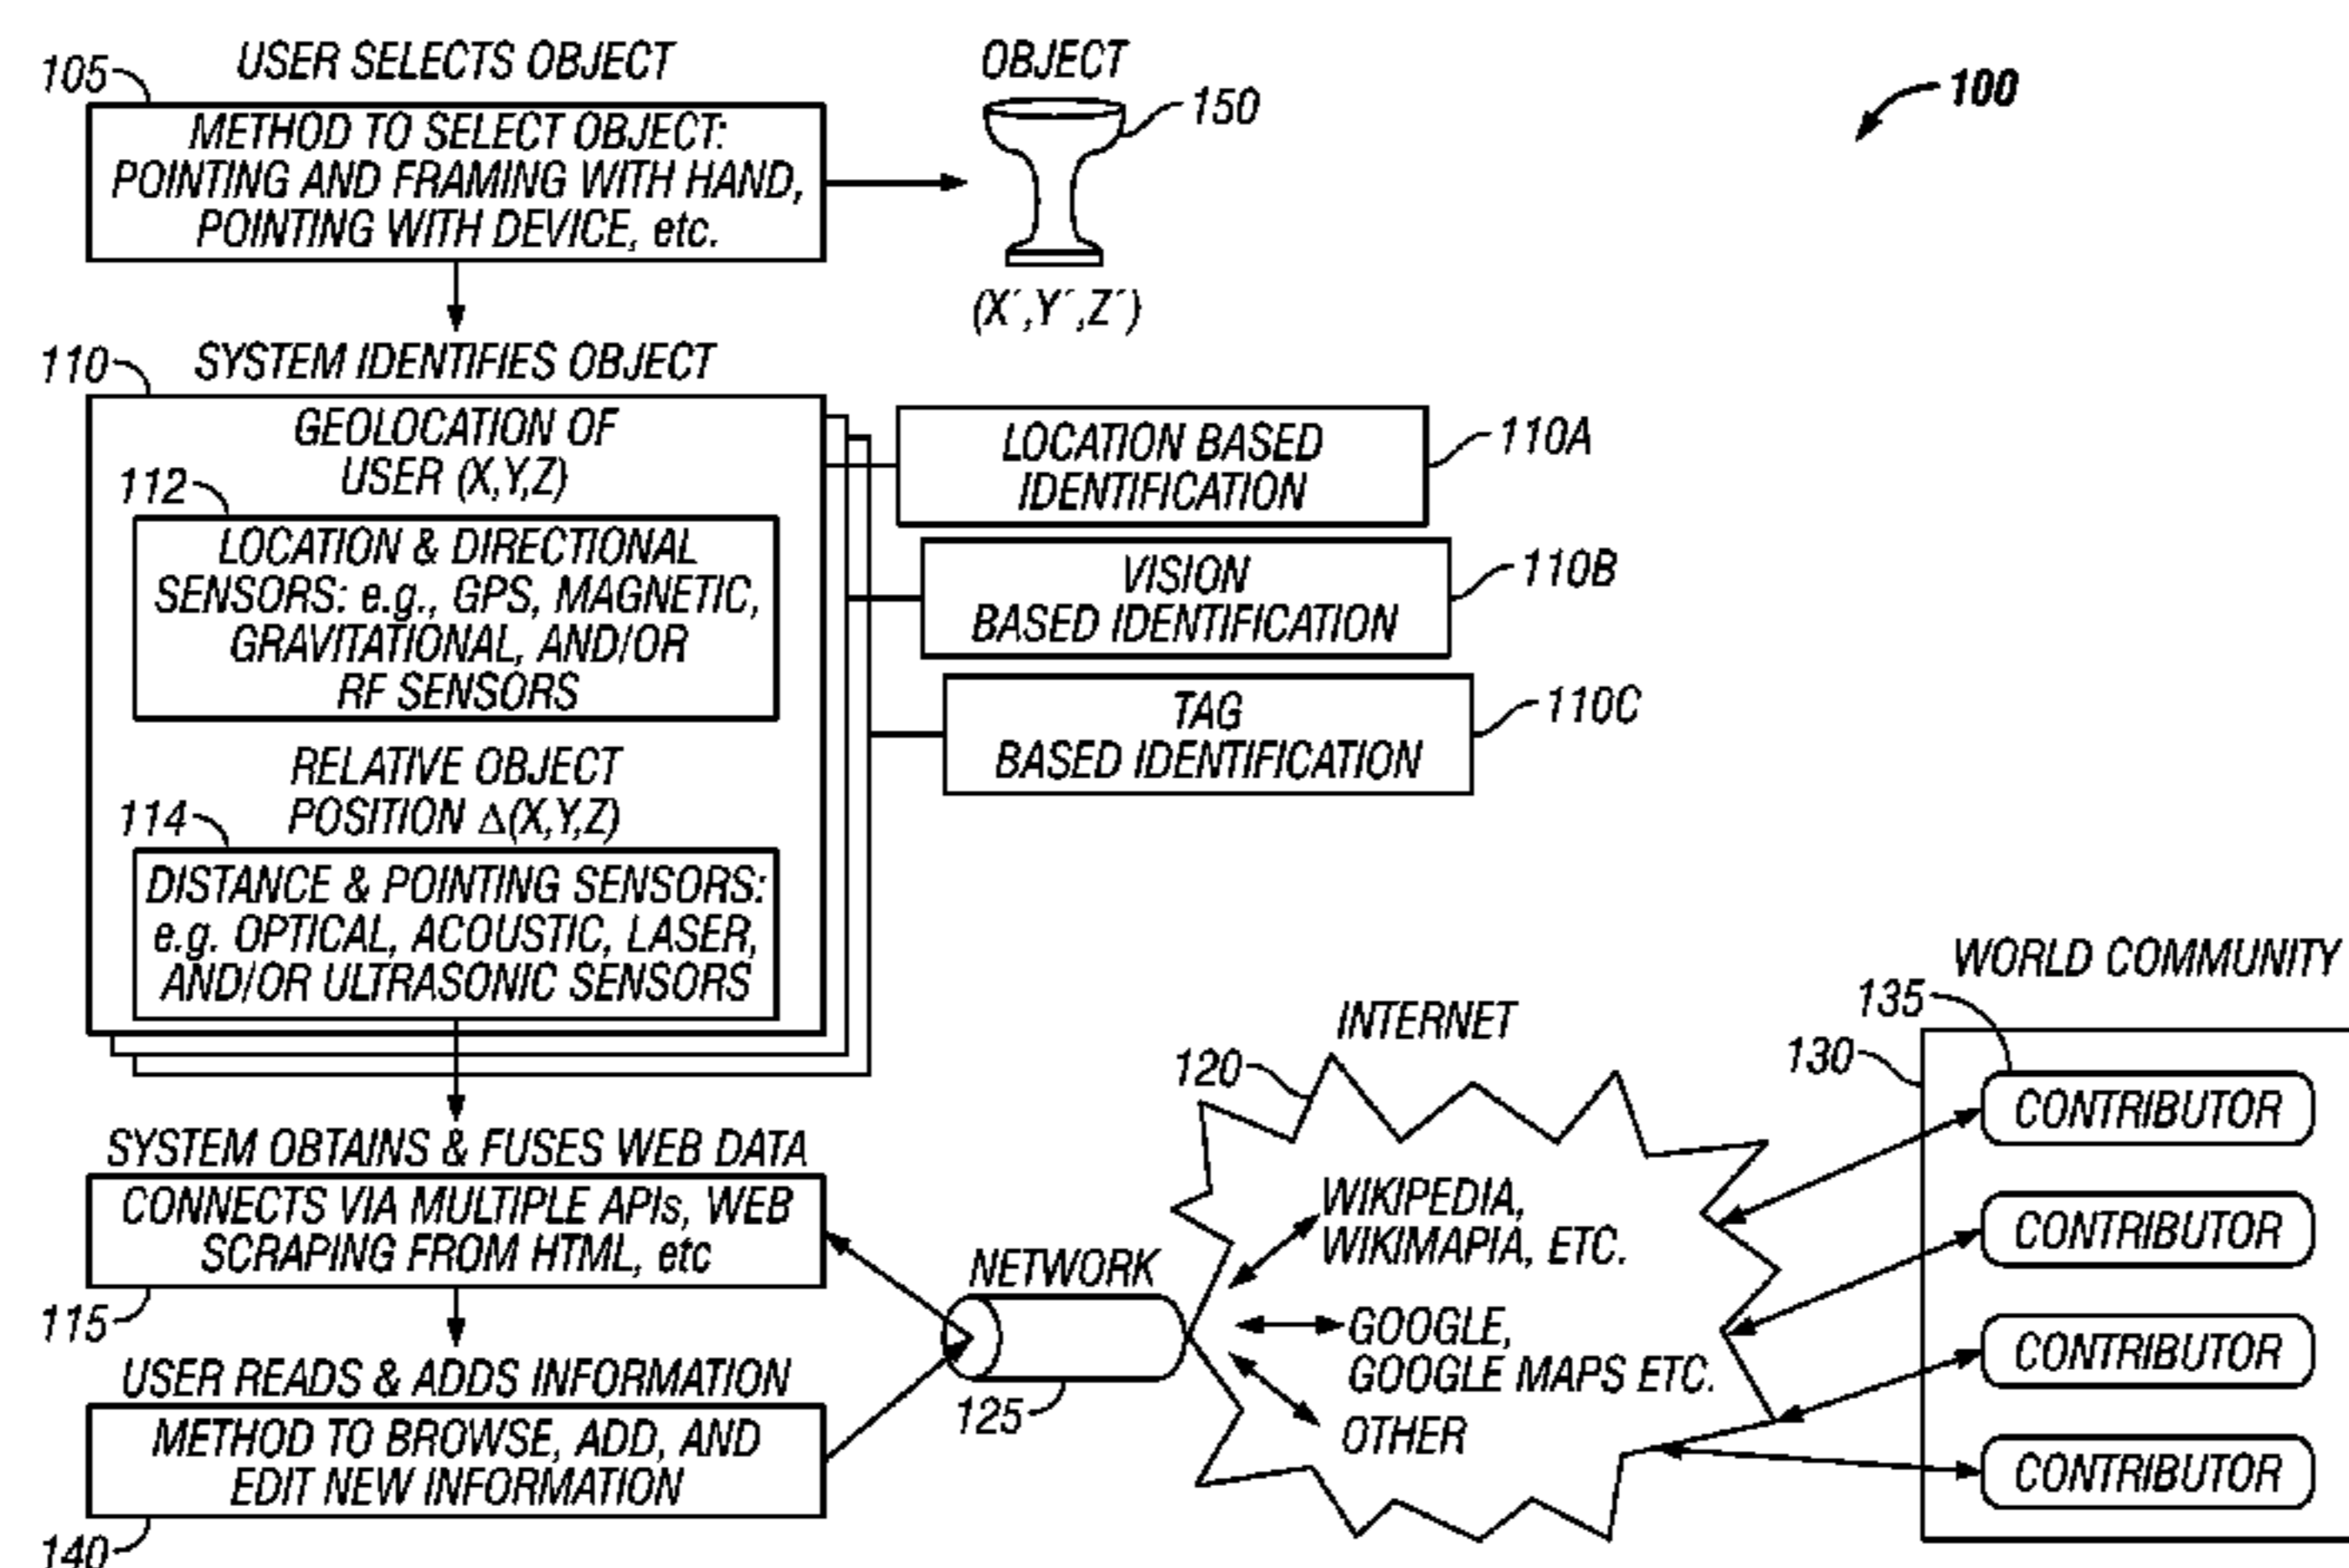 USER SELECTS OBJECT
105
METHOD TO SELECT OBJECT:
POINTING AND FRAMING WITH HAND,
POINTING WITH DEVICE, etc.
OBJECT
150
(X´,Y´,Z´)
100
SYSTEM IDENTIFIES OBJECT
110
GEOLOCATION OF
USER (X,Y,Z)
112
LOCATION & DIRECTIONAL
SENSORS: e.g., GPS, MAGNETIC,
GRAVITATIONAL, AND/OR
RF SENSORS
RELATIVE OBJECT
POSITION Δ(X,Y,Z)
114
DISTANCE & POINTING SENSORS:
e.g. OPTICAL, ACOUSTIC, LASER,
AND/OR ULTRASONIC SENSORS
LOCATION BASED
IDENTIFICATION
110A
VISION
BASED IDENTIFICATION
110B
TAG
BASED IDENTIFICATION
110C
SYSTEM OBTAINS & FUSES WEB DATA
CONNECTS VIA MULTIPLE APIs, WEB
SCRAPING FROM HTML, etc
115
USER READS & ADDS INFORMATION
METHOD TO BROWSE, ADD, AND
EDIT NEW INFORMATION
140
NETWORK
125
INTERNET
120
WIKIPEDIA,
WIKIMAPIA, ETC.
GOOGLE,
GOOGLE MAPS ETC.
OTHER
WORLD COMMUNITY
135
130
CONTRIBUTOR
CONTRIBUTOR
CONTRIBUTOR
CONTRIBUTOR